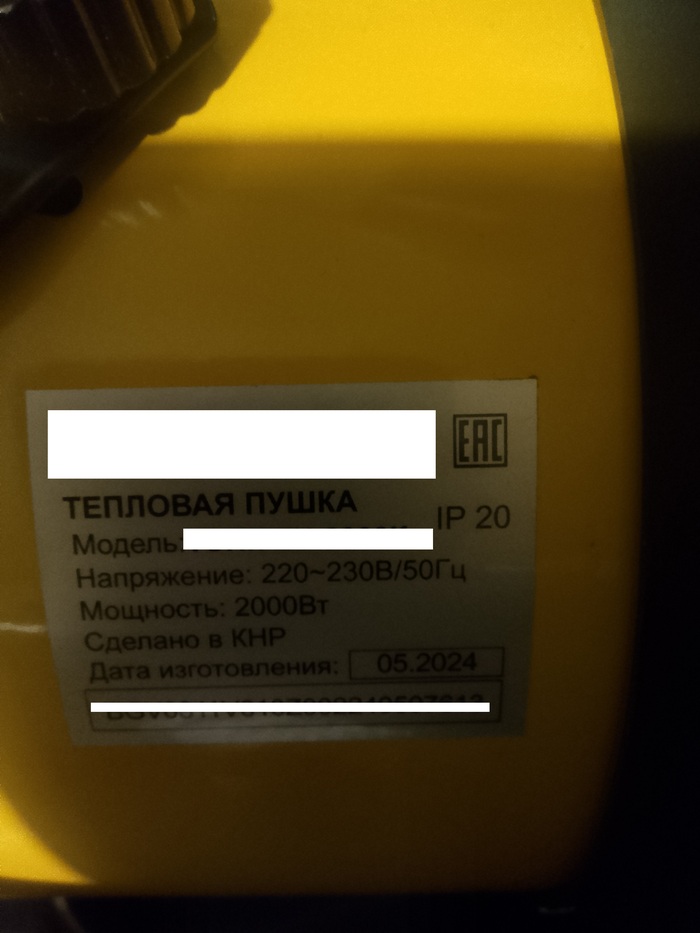 EAC
ТЕПЛОВАЯ ПУШКА
IP 20
Модель:
Напряжение: 220~230В/50Гц
Мощность: 2000Вт
Сделано в КНР
Дата изготовления: 05.2024